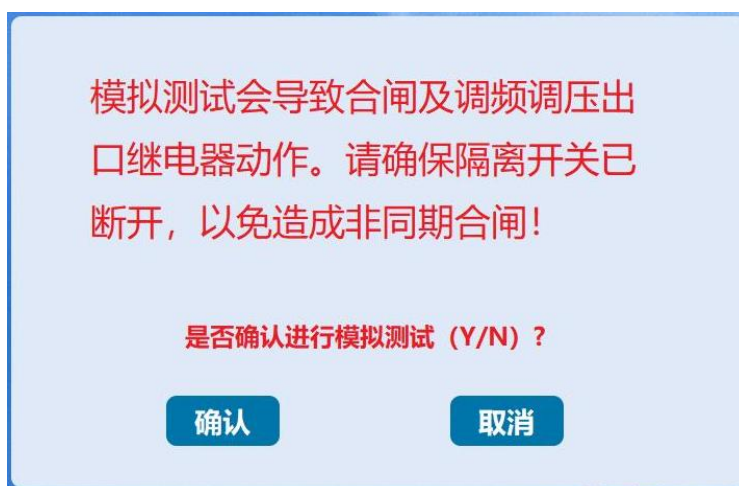 模拟测试会导致合闸及调频调压出
口继电器动作。请确保隔离开关已
断开，以免造成非同期合闸！
是否确认进行模拟测试（Y/N）?
确认
取消